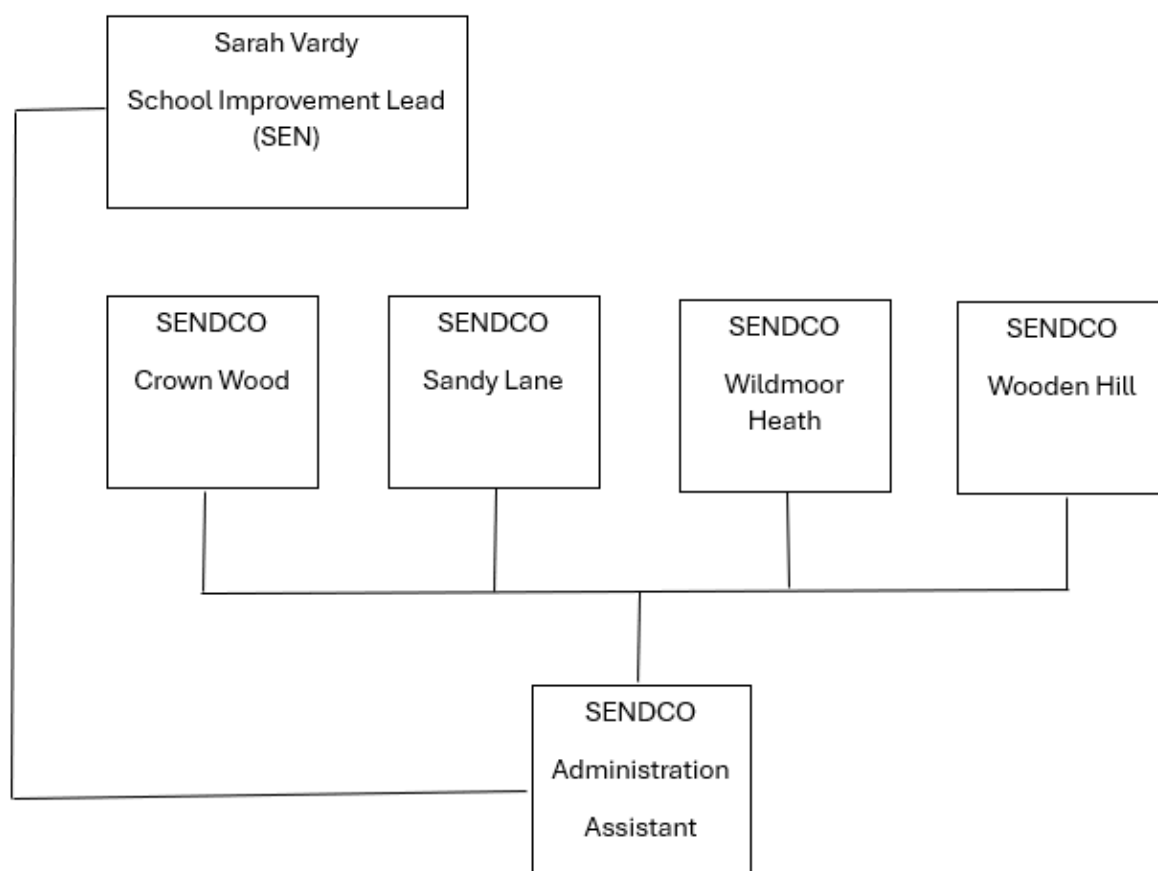 Sarah Vardy
School Improvement Lead
(SEN)
SENDCO
Crown Wood
SENDCO
Sandy Lane
SENDCO
Wildmoor
Heath
SENDCO
Wooden Hill
SENDCO
Administration
Assistant